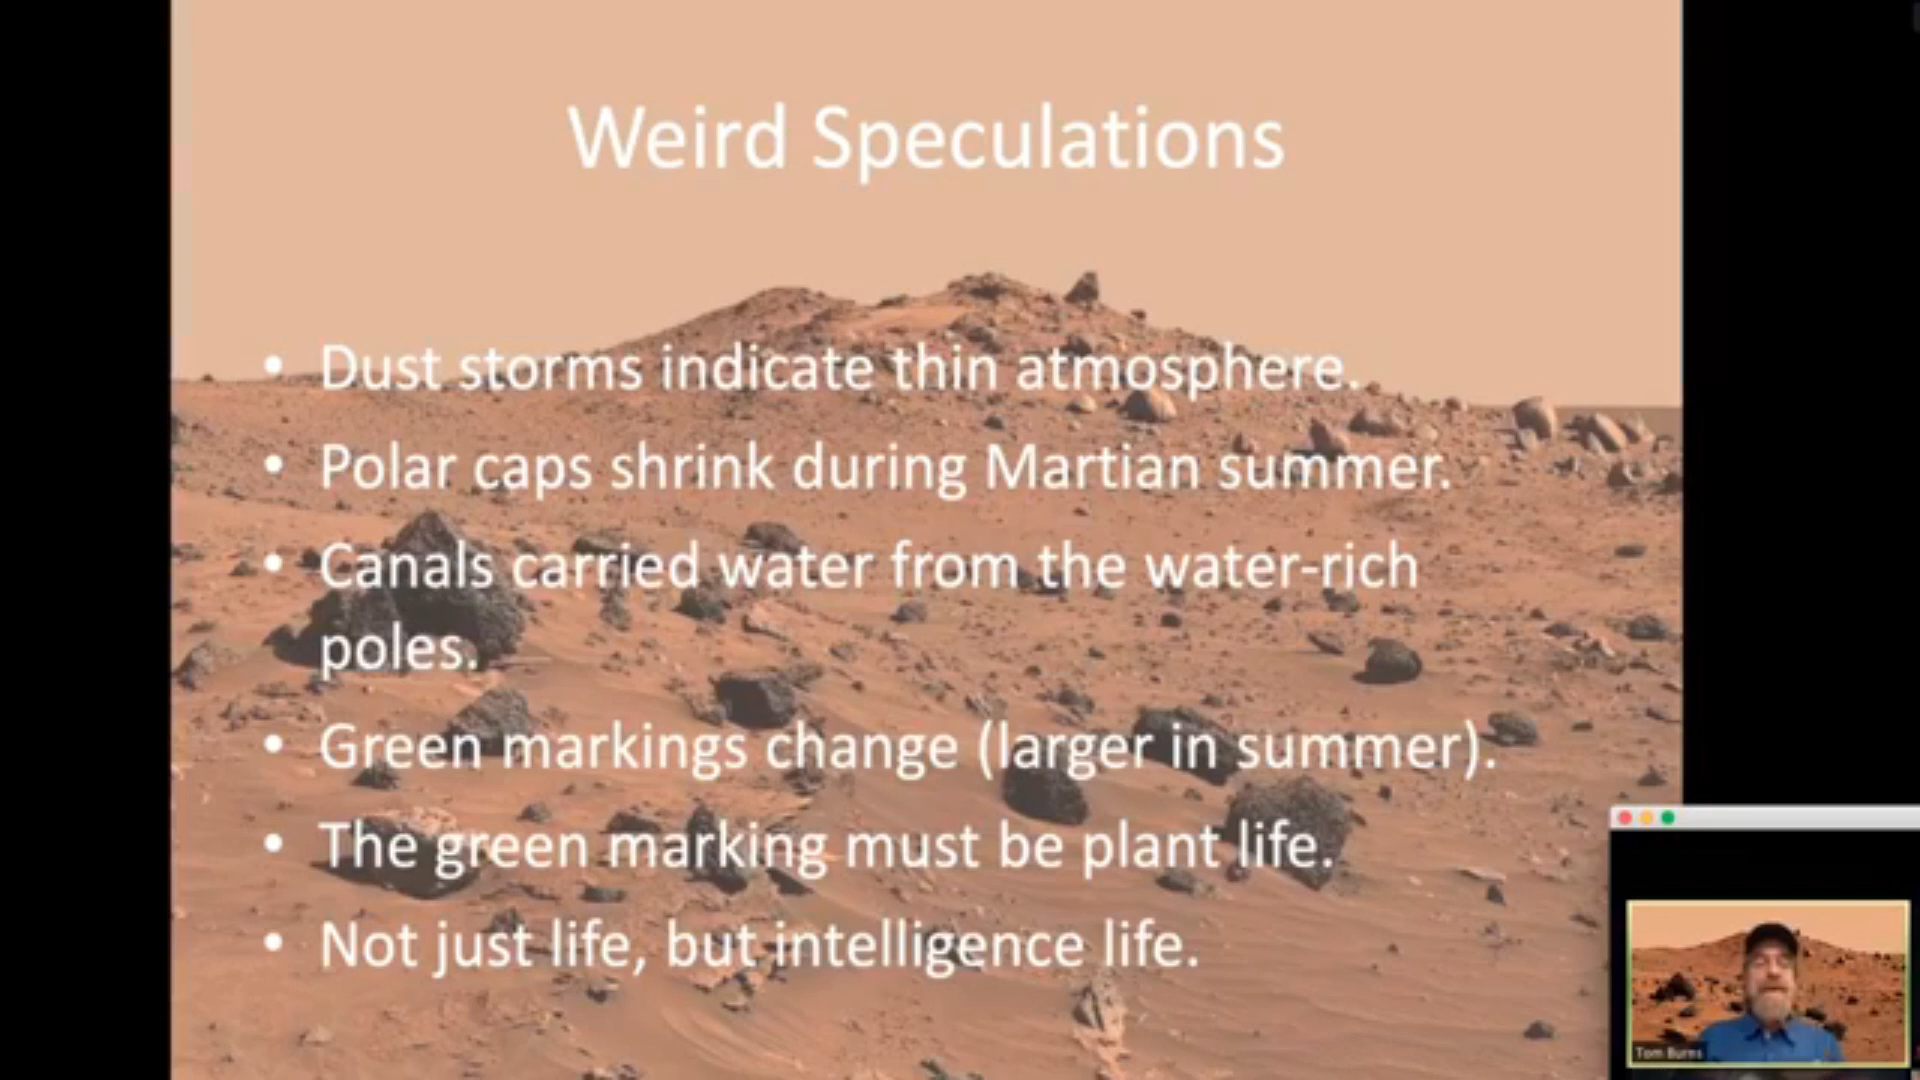 Weird Speculations
• Dust storms indicate thin atmosphere.
• Polar caps shrink during Martian summer.
• Canals carried water from the water-rich
poles.
• Green markings change (larger in summer).
• The green marking must be plant life.
• Not just life, but intelligence life.
Tom Burns